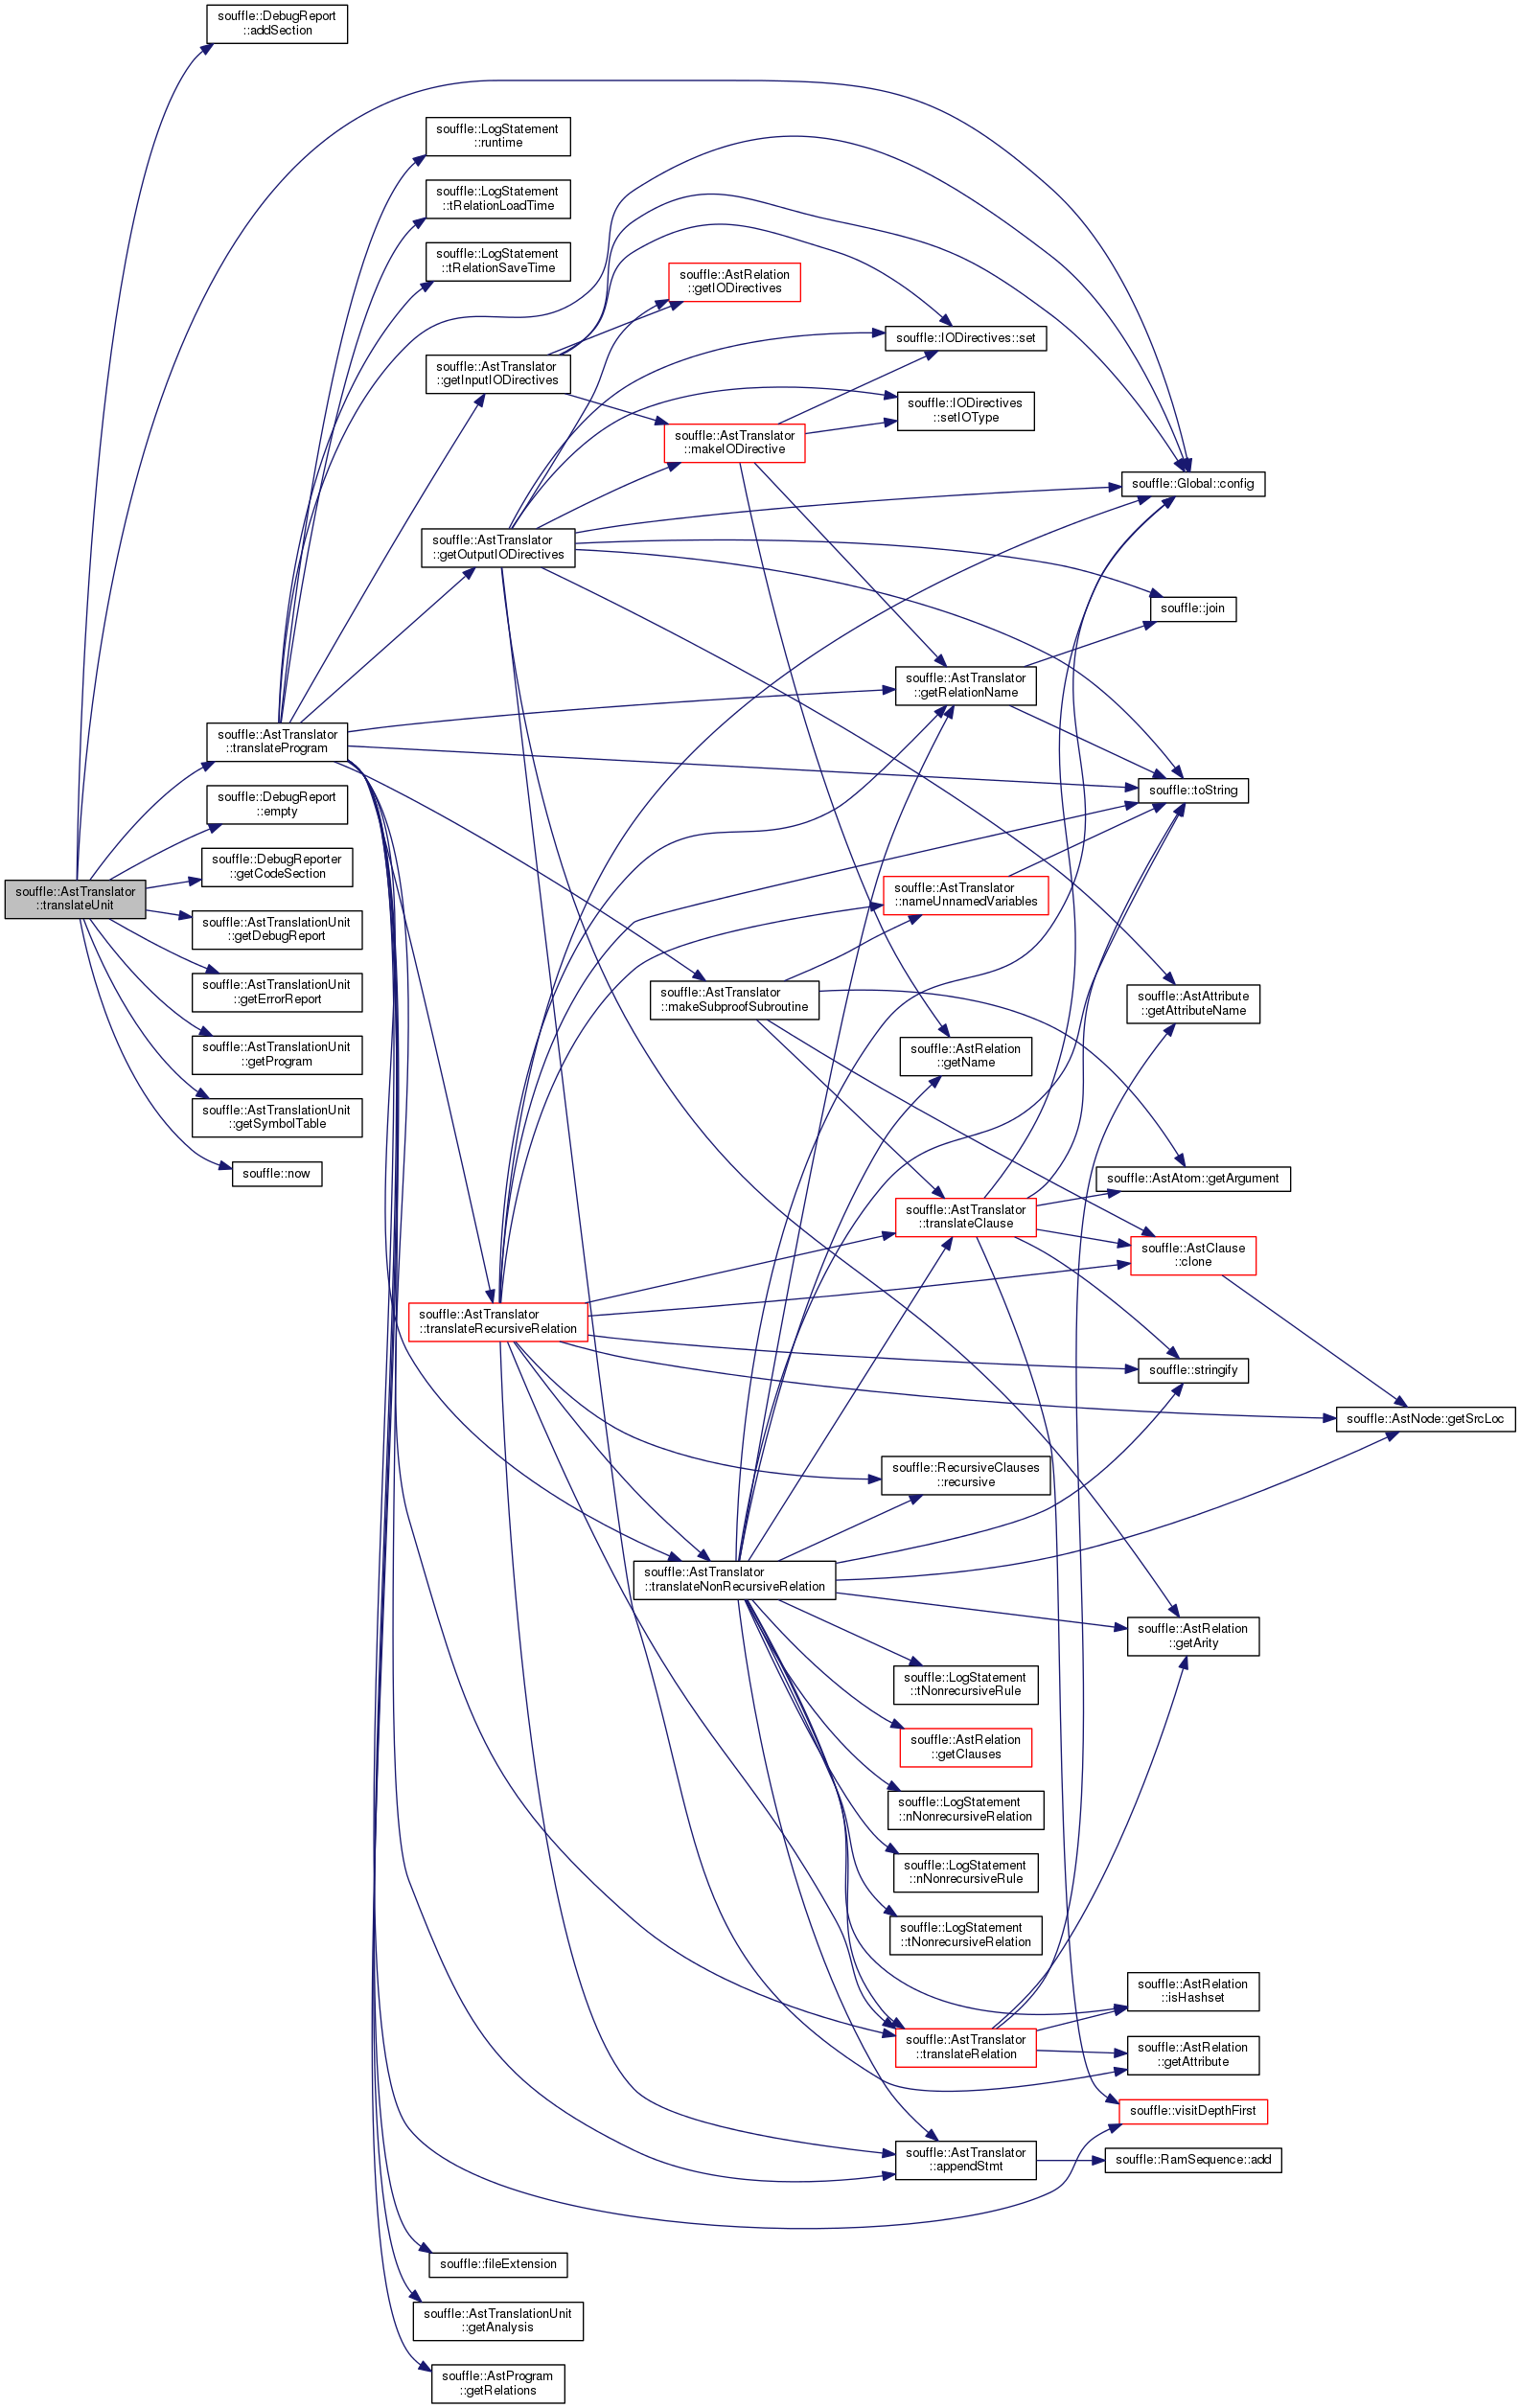 souffle::DebugReport
::addSection
souffle::LogStatement
::runtime
souffle::LogStatement
::tRelationLoadTime
souffle::LogStatement
::tRelationSaveTime
souffle::AstRelation
::getIODirectives
souffle::IODirectives::set
souffle::AstTranslator
::getInputIODirectives
souffle::IODirectives
::setIOType
souffle::AstTranslator
::makeIODirective
souffle::Global::config
souffle::AstTranslator
::getOutputIODirectives
souffle::join
souffle::AstTranslator
::getRelationName
souffle::AstTranslator
::translateProgram
souffle::toString
souffle::DebugReport
::empty
souffle::DebugReporter
::getCodeSection
souffle::AstTranslator
::translateUnit
souffle::AstTranslator
::nameUnnamedVariables
souffle::AstTranslationUnit
::getDebugReport
souffle::AstTranslationUnit
::getErrorReport
souffle::AstTranslator
::makeSubproofSubroutine
souffle::AstAttribute
::getAttributeName
souffle::AstTranslationUnit
::getProgram
souffle::AstRelation
::getName
souffle::AstTranslationUnit
::getSymbolTable
souffle::now
souffle::AstAtom::getArgument
souffle::AstTranslator
::translateClause
souffle::AstClause
::clone
souffle::AstTranslator
::translateRecursiveRelation
souffle::stringify
souffle::AstNode::getSrcLoc
souffle::RecursiveClauses
::recursive
souffle::AstTranslator
::translateNonRecursiveRelation
souffle::AstRelation
::getArity
souffle::LogStatement
::tNonrecursiveRule
souffle::AstRelation
::getClauses
souffle::LogStatement
::nNonrecursiveRelation
souffle::LogStatement
::nNonrecursiveRule
souffle::LogStatement
::tNonrecursiveRelation
souffle::AstRelation
::isHashset
souffle::AstTranslator
::translateRelation
souffle::AstRelation
::getAttribute
souffle::visitDepthFirst
souffle::AstTranslator
::appendStmt
souffle::RamSequence::add
souffle::fileExtension
souffle::AstTranslationUnit
::getAnalysis
souffle::AstProgram
::getRelations